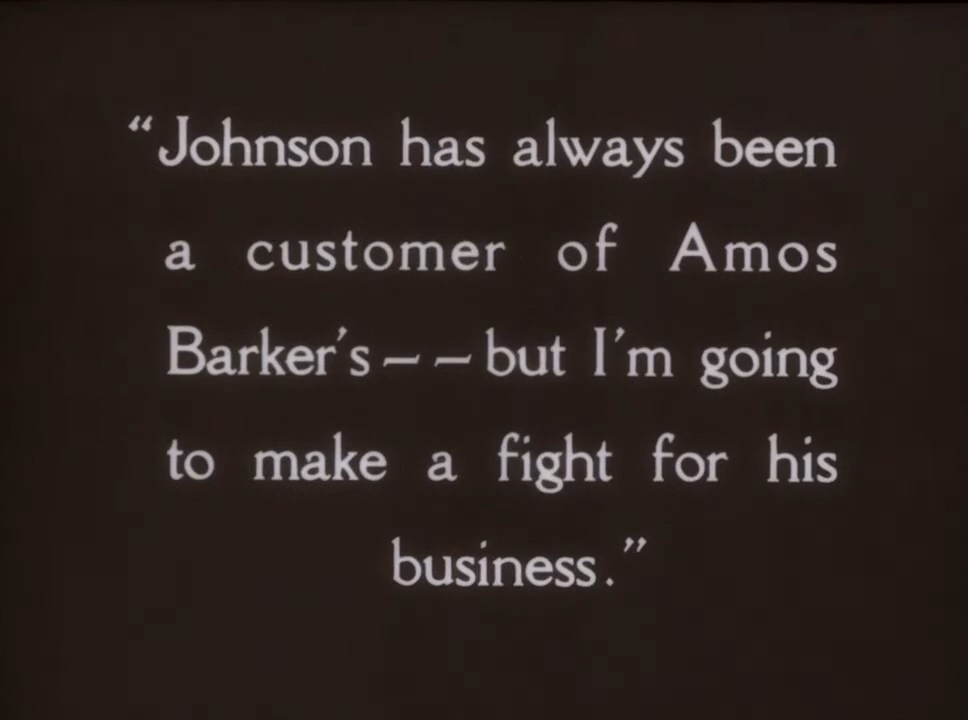 “Johnson has always been
a customer of Amos
Barker's — — but I'm going
to make a fight for his
business.”